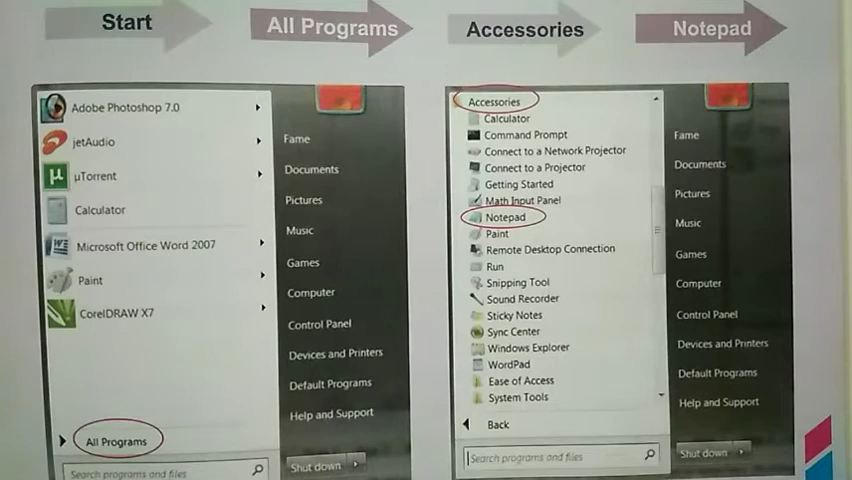 Start
All Programs
Accessories
Notepad
Adobe Photoshop 7.0
jetAudio
µTorrent
Calculator
Microsoft Office Word 2007
Paint
CorelDRAW X7
All Programs
Search programs and files
Fame
Documents
Pictures
Music
Games
Computer
Control Panel
Devices and Printers
Default Programs
Help and Support
Shut down
Accessories
Calculator
Command Prompt
Connect to a Network Projector
Connect to a Projector
Getting Started
Math Input Panel
Notepad
Paint
Remote Desktop Connection
Run
Snipping Tool
Sound Recorder
Sticky Notes
Sync Center
Windows Explorer
WordPad
Ease of Access
System Tools
Back
Search programs and files
Fame
Documents
Pictures
Music
Games
Computer
Control Panel
Devices and Printers
Default Programs
Help and Support
Shut down